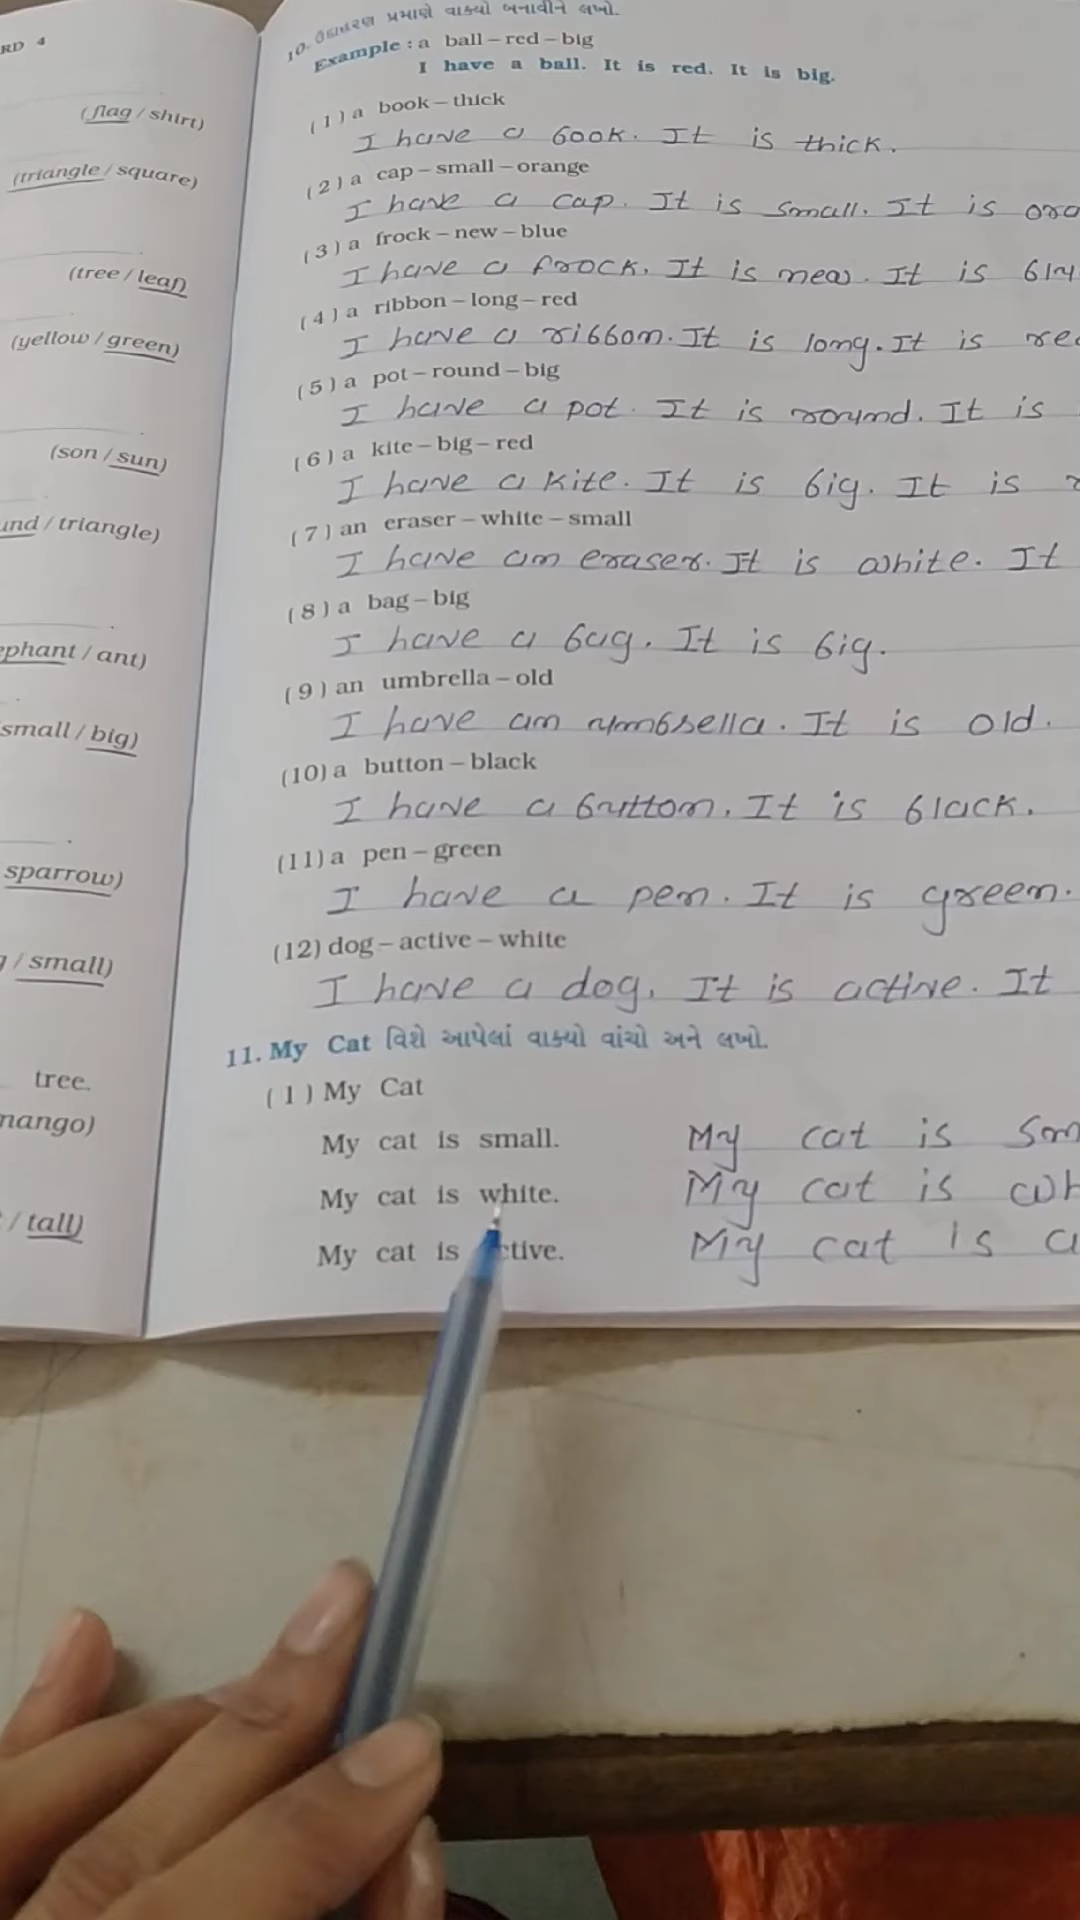 RD 4
(flag / shirt)
(triangle / square)
(tree / leaf)
(yellow / green)
(son / sun)
und / triangle)
ephant / ant)
small / big)
sparrow)
/ small)
tree.
mango)
/ tall)
10. ઉદાહરણ પ્રમાણે વાક્યો બનાવીને લખો.
Example : a ball – red – big
I have a ball. It is red. It is big.
(1) a book – thick
I have a book. It is thick.
(2) a cap – small – orange
I have a cap. It is small. It is ora
(3) a frock – new – blue
I have a frock. It is new. It is blu
(4) a ribbon – long – red
I have a ribbon. It is long. It is re
(5) a pot – round – big
I have a pot. It is round. It is
(6) a kite – big – red
I have a kite. It is big. It is r
(7) an eraser – white – small
I have an eraser. It is white. It
(8) a bag – big
I have a bag. It is big.
(9) an umbrella – old
I have an umbrella. It is old.
(10) a button – black
I have a button. It is black.
(11) a pen – green
I have a pen. It is green.
(12) dog – active – white
I have a dog. It is active. It
11. My Cat વિશે આપેલાં વાક્યો વાંચો અને લખો.
(1) My Cat
My cat is small. My cat is sm
My cat is white. My cat is wh
My cat is ctive. My cat is a